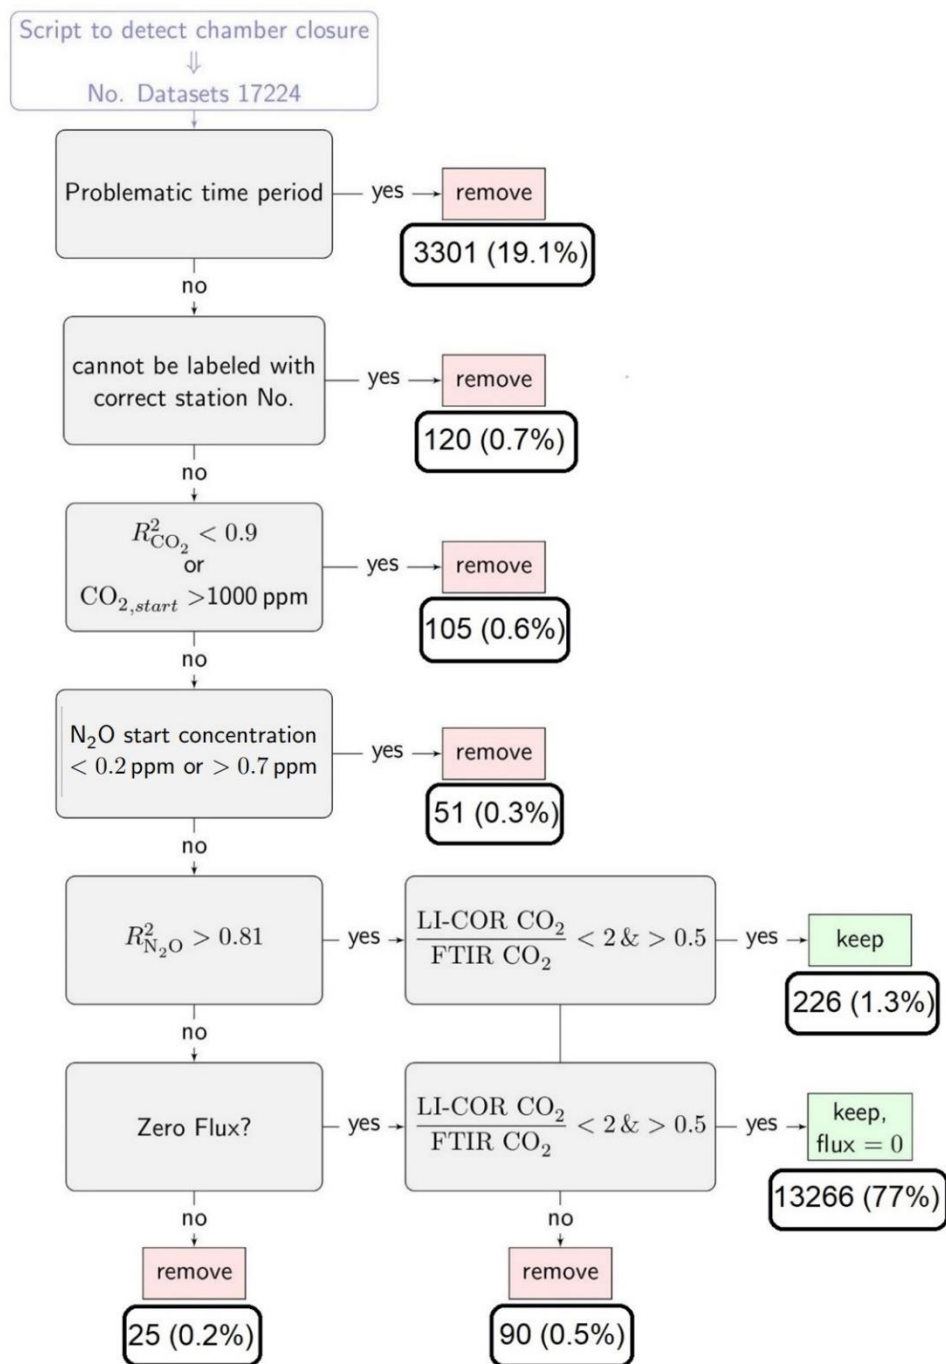 Script to detect chamber closure
⇓
No. Datasets 17224
Problematic time period
yes
remove
3301 (19.1%)
no
cannot be labeled with
correct station No.
yes
remove
120 (0.7%)
no
R²_CO₂ < 0.9
or
CO₂,start >1000 ppm
yes
remove
105 (0.6%)
no
N₂O start concentration
< 0.2 ppm or > 0.7 ppm
yes
remove
51 (0.3%)
no
R²_N₂O > 0.81
yes
LI-COR CO₂
FTIR CO₂
< 2 & > 0.5
yes
keep
226 (1.3%)
no
Zero Flux?
yes
LI-COR CO₂
FTIR CO₂
< 2 & > 0.5
yes
keep,
flux = 0
13266 (77%)
no
remove
25 (0.2%)
no
remove
90 (0.5%)